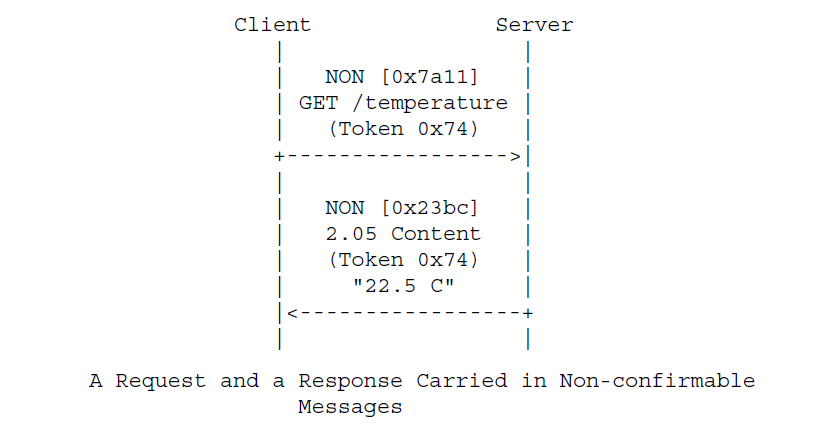 Client Server
NON [0x7a11]
GET /temperature
(Token 0x74)
NON [0x23bc]
2.05 Content
(Token 0x74)
"22.5 C"
A Request and a Response Carried in Non-confirmable
Messages